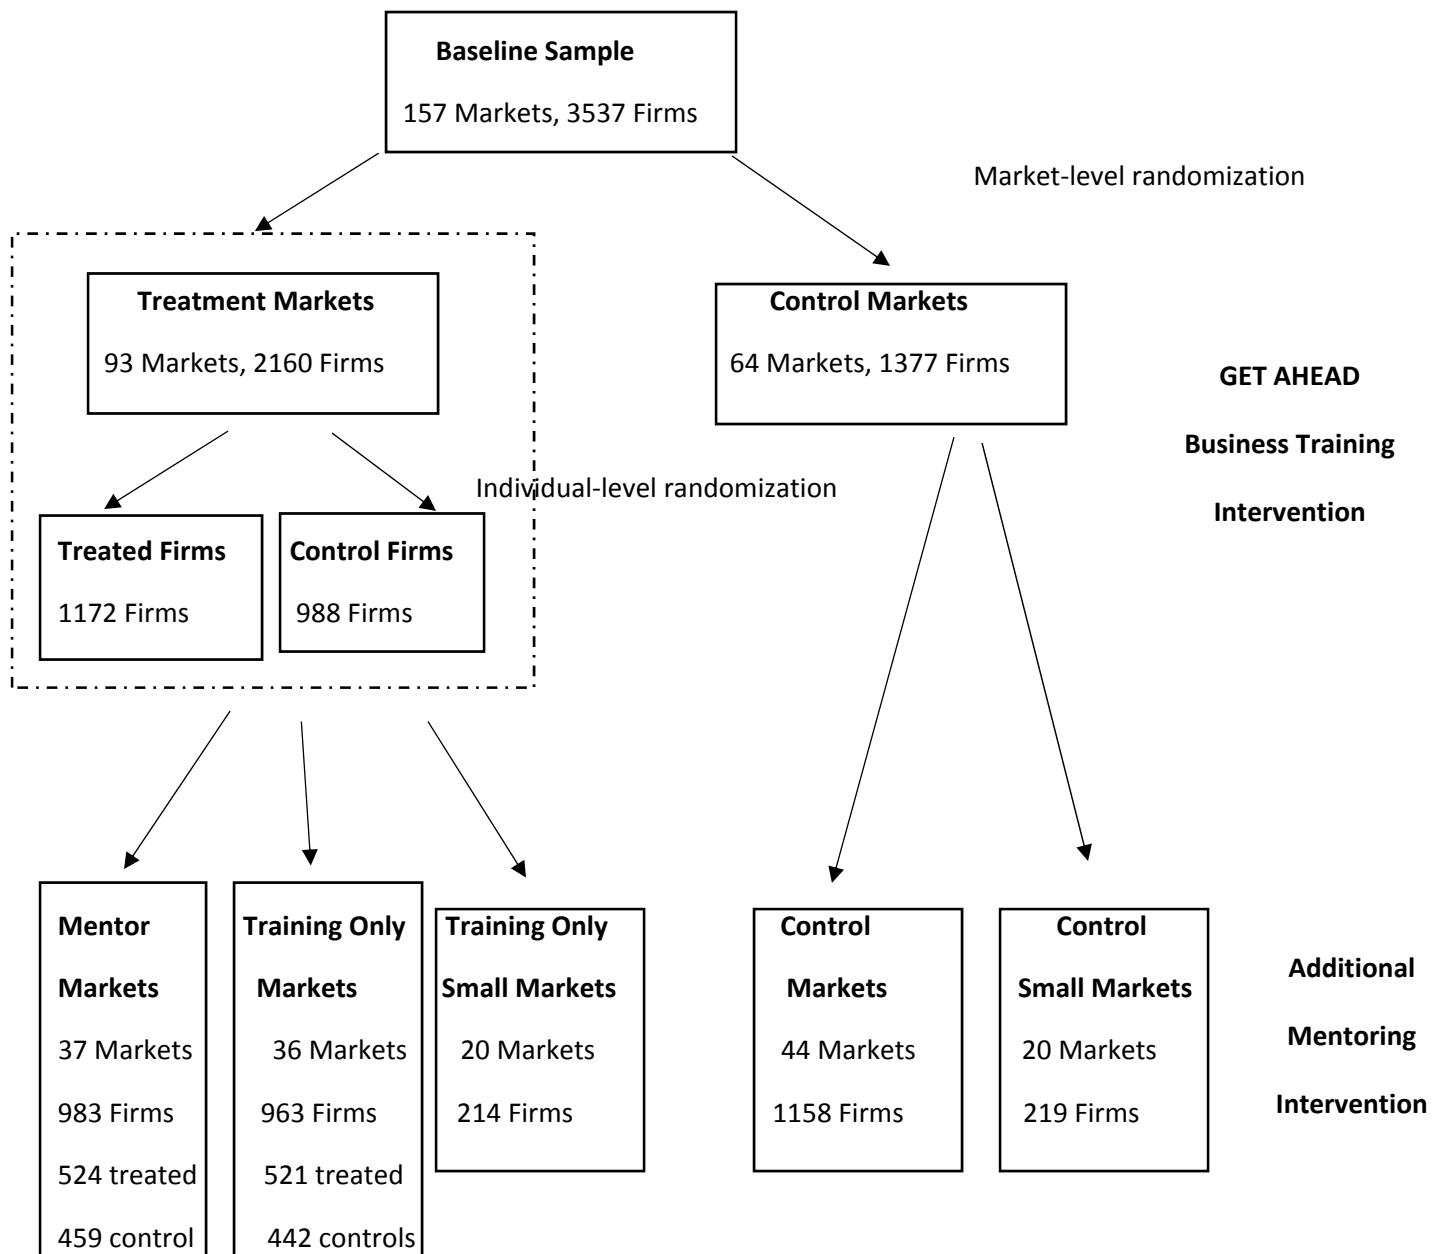 Baseline Sample
157 Markets, 3537 Firms
Market-level randomization
Treatment Markets
93 Markets, 2160 Firms
Control Markets
64 Markets, 1377 Firms
GET AHEAD
Business Training
Intervention
Individual-level randomization
Treated Firms
1172 Firms
Control Firms
988 Firms
Mentor
Markets
37 Markets
983 Firms
524 treated
459 control
Training Only
Markets
36 Markets
963 Firms
521 treated
442 controls
Training Only
Small Markets
20 Markets
214 Firms
Control
Markets
44 Markets
1158 Firms
Control
Small Markets
20 Markets
219 Firms
Additional
Mentoring
Intervention